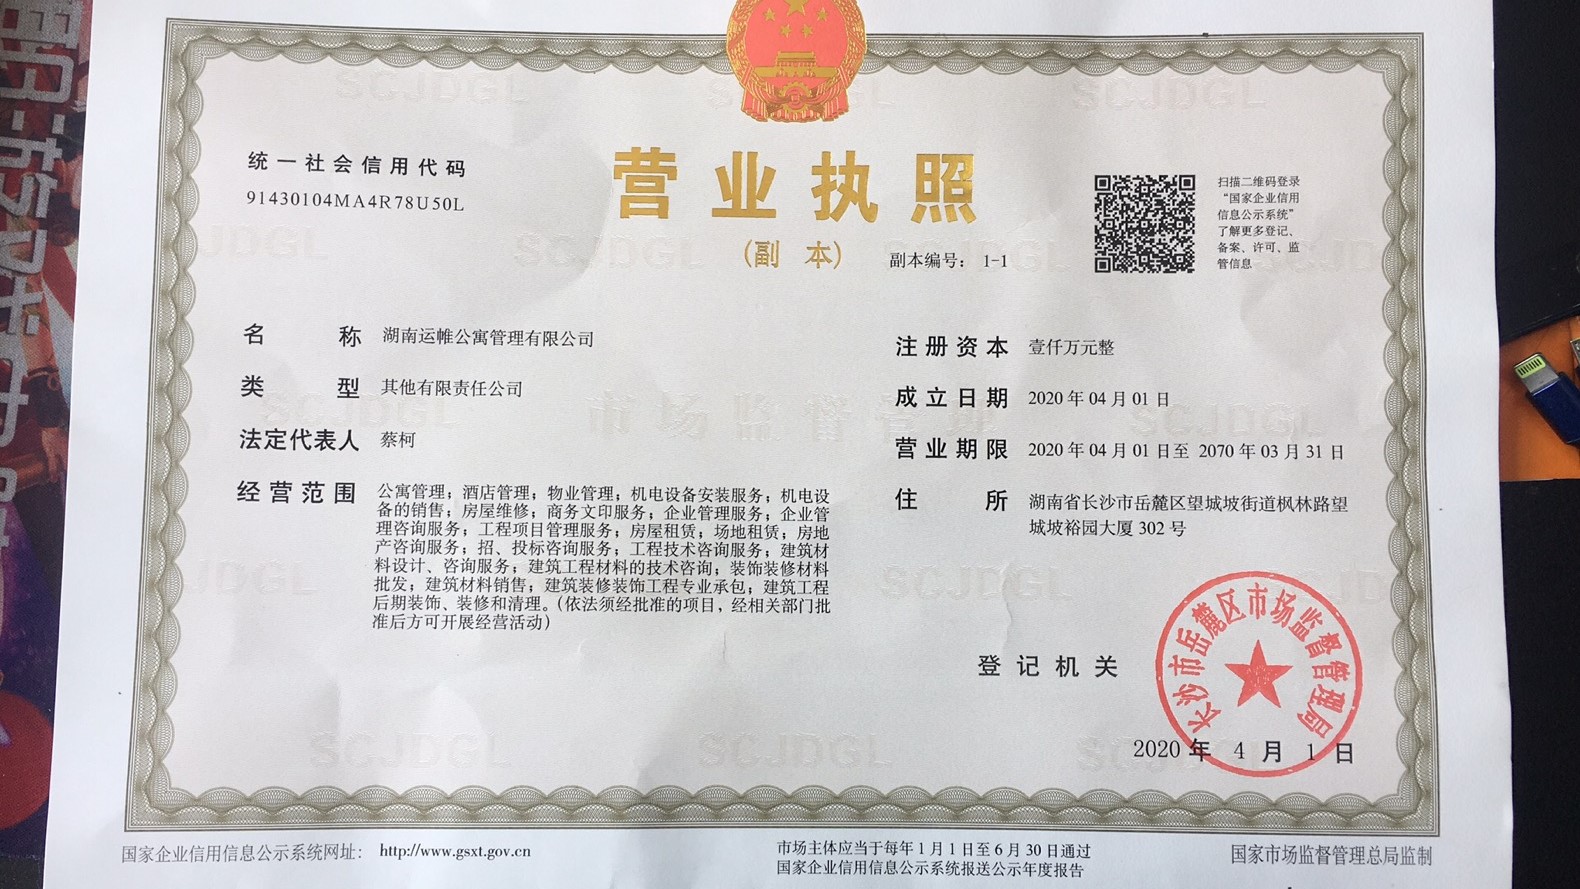 统一社会信用代码
91430104MA4R78U50L
营业执照
(副 本)
副本编号： 1-1
扫描二维码登录
“国家企业信用
信息公示系统”
了解更多登记、
备案、许可、监
管信息
名 称 湖南运帷公寓管理有限公司
类 型 其他有限责任公司
法定代表人 蔡柯
经营范围 公寓管理；酒店管理；物业管理；机电设备安装服务；机电设
备的销售；房屋维修；商务文印服务；企业管理服务；企业管
理咨询服务；工程项目管理服务；房屋租赁；场地租赁；房地
产咨询服务；招、投标咨询服务；工程技术咨询服务；建筑材
料设计、咨询服务；建筑工程材料的技术咨询；装饰装修材料
批发；建筑材料销售；建筑装修装饰工程专业承包；建筑工程
后期装饰、装修和清理。（依法须经批准的项目，经相关部门批
准后方可开展经营活动）
注册资本 壹仟万元整
成立日期 2020年04月01日
营业期限 2020年04月01日至 2070年03月31日
住 所 湖南省长沙市岳麓区望城坡街道枫林路望
城坡裕园大厦302号
登记机关
长沙市岳麓区市场监督管理局
2020 年 4 月 1 日
国家企业信用信息公示系统网址： http://www.gsxt.gov.cn
市场主体应当于每年1月1日至6月30日通过
国家企业信用信息公示系统报送公示年度报告
国家市场监督管理总局监制
SCJDGL
市场监督管理